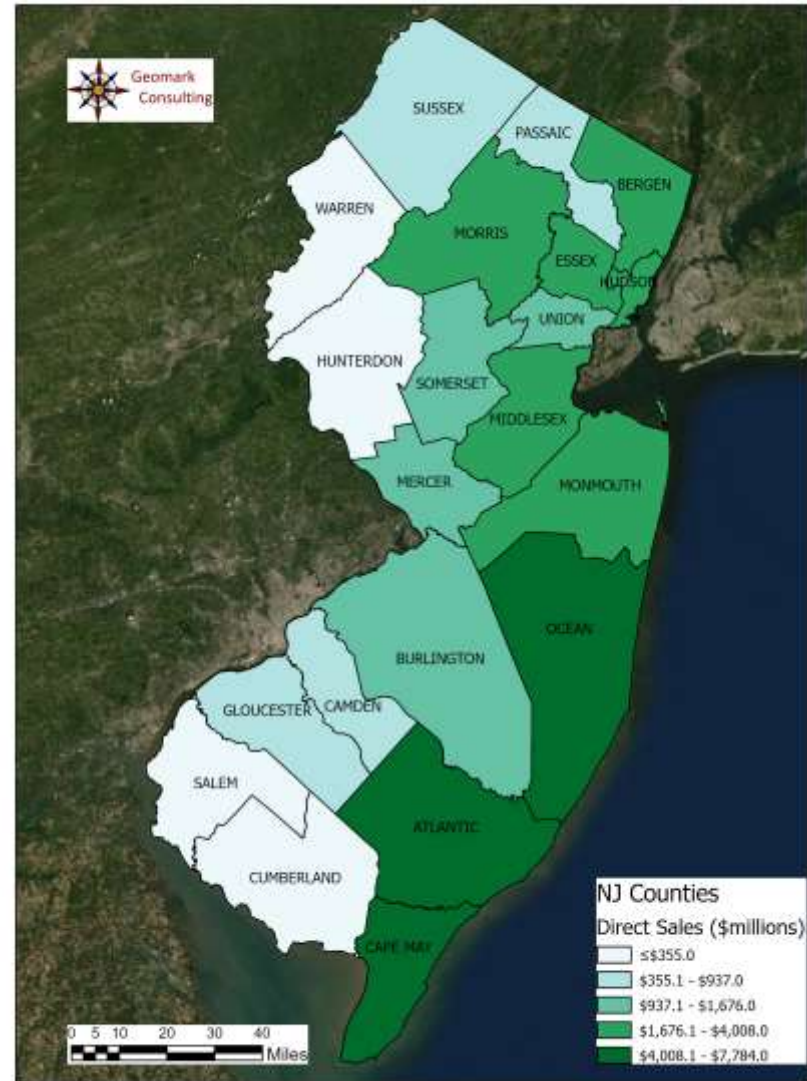 Geomark
Consulting
SUSSEX
PASSAIC
BERGEN
WARREN
MORRIS
ESSEX
HUDSON
UNION
HUNTERDON
SOMERSET
MIDDLESEX
MERCER
MONMOUTH
OCEAN
BURLINGTON
CAMDEN
GLOUCESTER
SALEM
ATLANTIC
CUMBERLAND
CAPE MAY
NJ Counties
Direct Sales ($millions)
≤$355.0
$355.1 - $937.0
$937.1 - $1,676.0
$1,676.1 - $4,008.0
$4,008.1 - $7,784.0
0 5 10 20 30 40
Miles